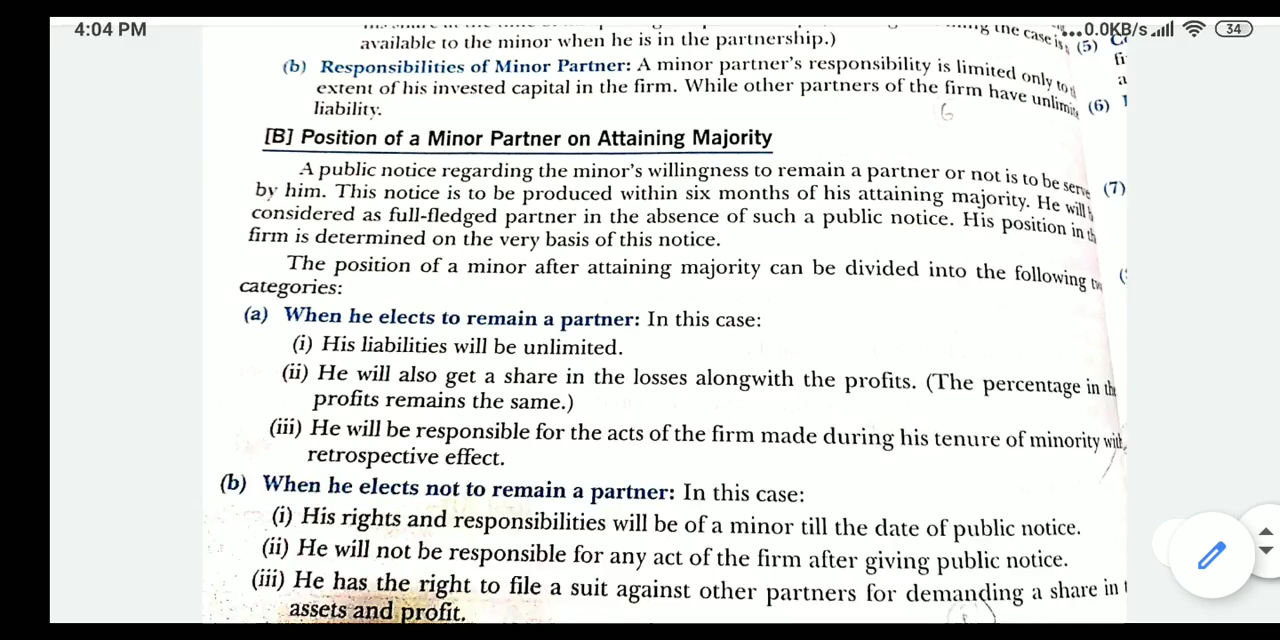 4:04 PM
...0.0KB/s
34
the case is
(5)
available to the minor when he is in the partnership.)
(b) Responsibilities of Minor Partner: A minor partner's responsibility is limited only to
extent of his invested capital in the firm. While other partners of the firm have
liability.
(6)
[B] Position of a Minor Partner on Attaining Majority
A public notice regarding the minor's willingness to remain a partner or not is to be
by him. This notice is to be produced within six months of his attaining majority. He will
considered as full-fledged partner in the absence of such a public notice. His position in
firm is determined on the very basis of this notice.
(7)
The position of a minor after attaining majority can be divided into the following
categories:
(a) When he elects to remain a partner: In this case:
(i) His liabilities will be unlimited.
(ii) He will also get a share in the losses alongwith the profits. (The percentage in
profits remains the same.)
(iii) He will be responsible for the acts of the firm made during his tenure of minority
retrospective effect.
(b) When he elects not to remain a partner: In this case:
(i) His rights and responsibilities will be of a minor till the date of public notice.
(ii) He will not be responsible for any act of the firm after giving public notice.
(iii) He has the right to file a suit against other partners for demanding a share in
assets and profit.